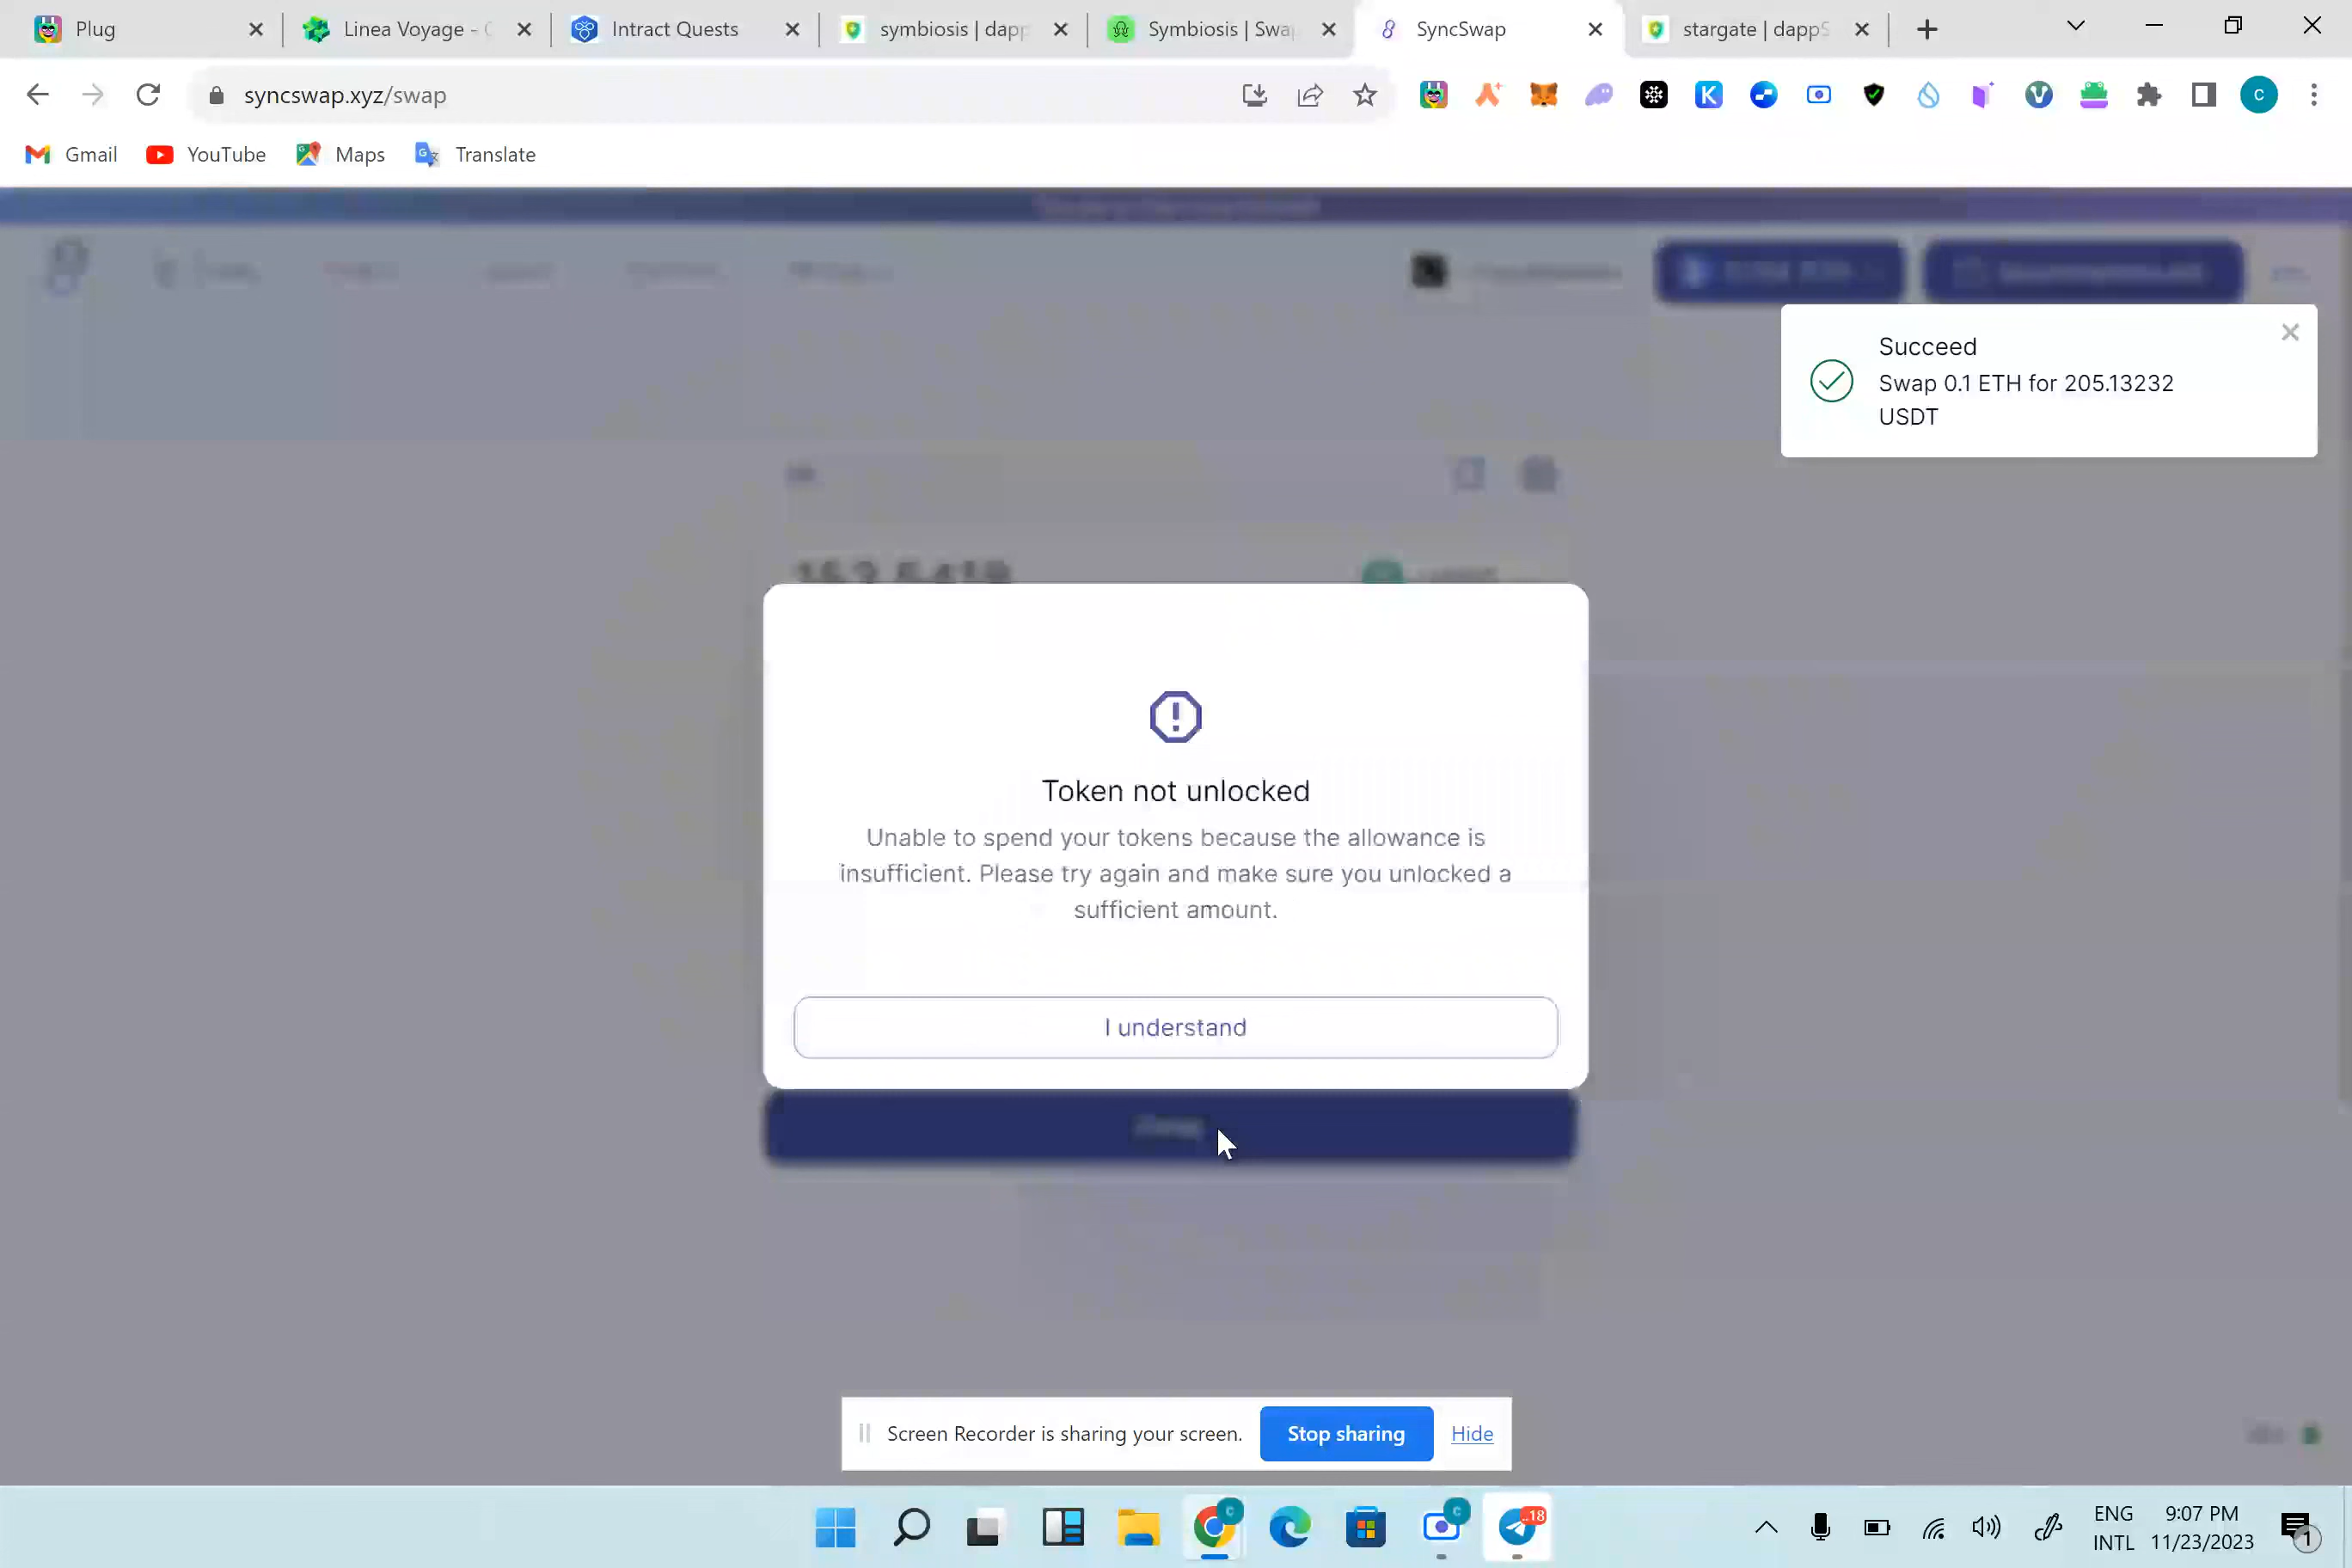 Plug
Linea Voyage - 
Intract Quests
symbiosis | dapp
Symbiosis | Swap
SyncSwap
stargate | dappS
syncswap.xyz/swap
C
Gmail
YouTube
Maps
Translate
Succeed
Swap 0.1 ETH for 205.13232
USDT
Token not unlocked
Unable to spend your tokens because the allowance is
insufficient. Please try again and make sure you unlocked a
sufficient amount.
I understand
Screen Recorder is sharing your screen.
Stop sharing
Hide
C
C
..18
ENG
INTL
9:07 PM
11/23/2023
1